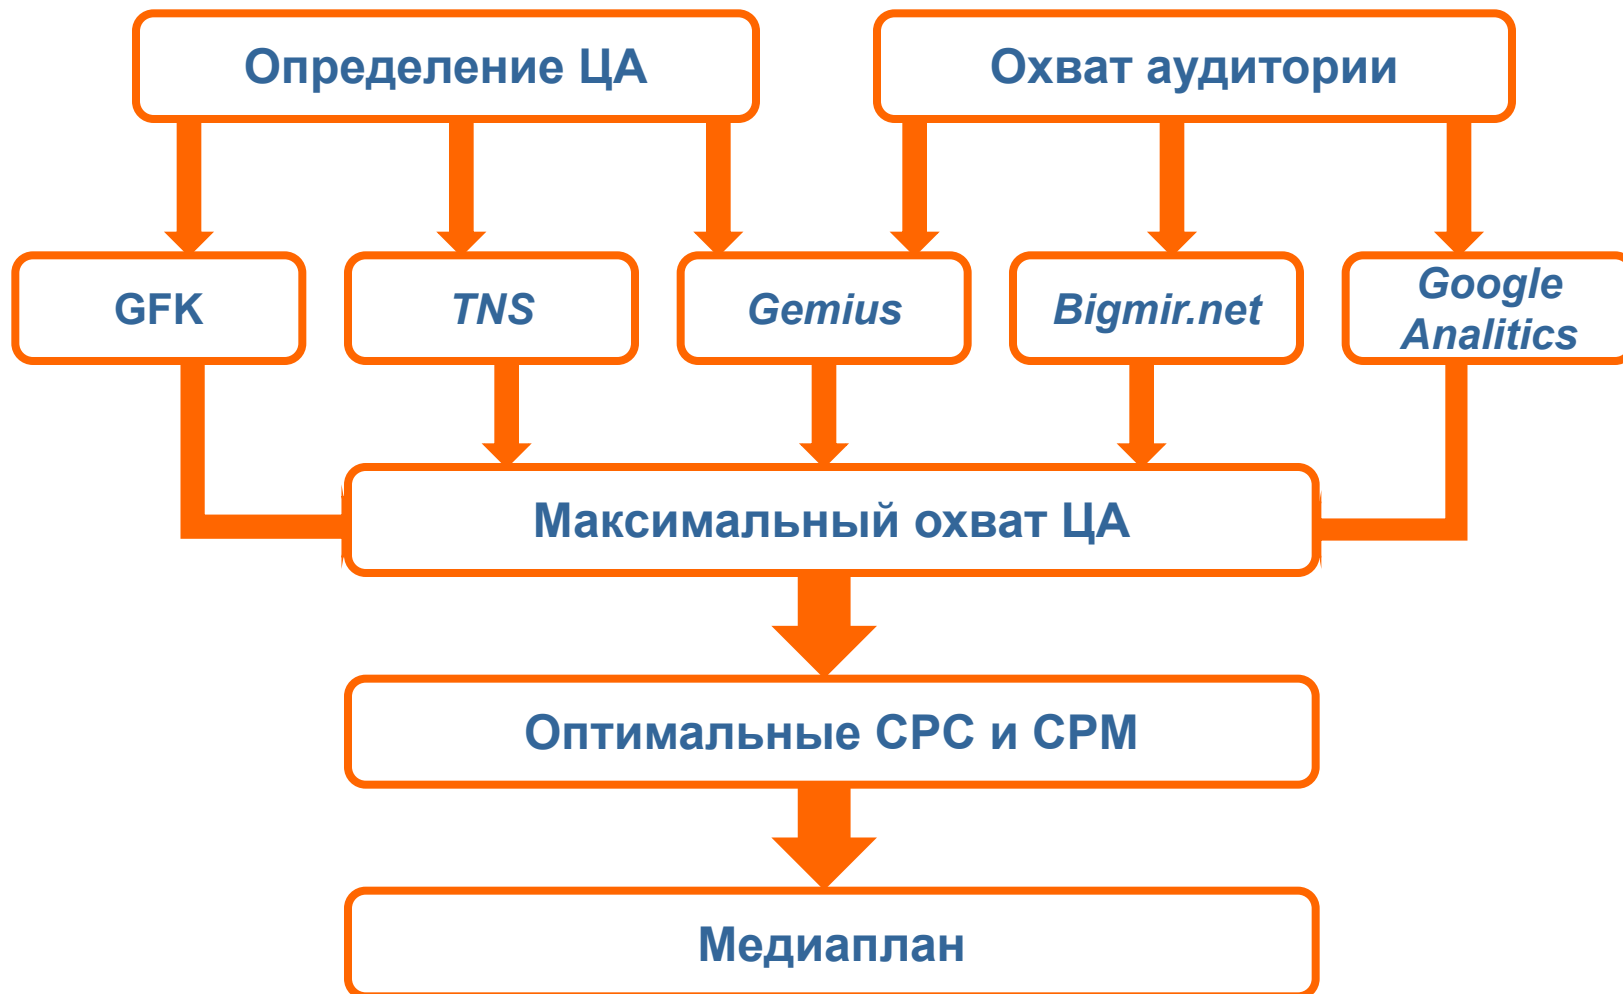 Определение ЦА
Охват аудитории
GFK
TNS
Gemius
Bigmir.net
Google
Analitics
Максимальный охват ЦА
Оптимальные CPC и CPM
Медиаплан